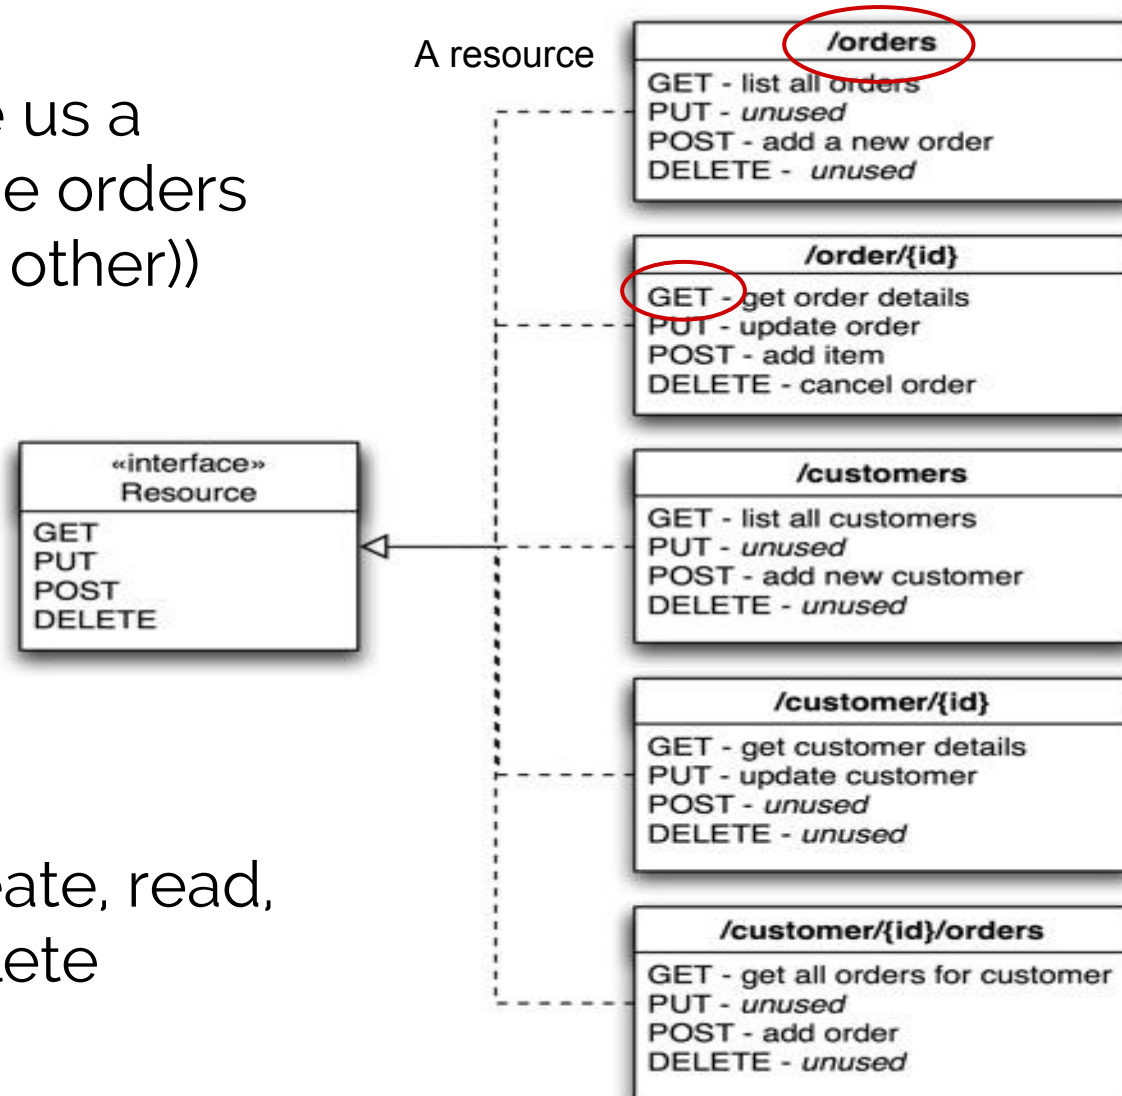 A resource
us a
e orders
other))
/orders
GET - list all orders
PUT - unused
POST - add a new order
DELETE - unused
/order/{id}
GET - get order details
PUT - update order
POST - add item
DELETE - cancel order
«interface»
Resource
GET
PUT
POST
DELETE
/customers
GET - list all customers
PUT - unused
POST - add new customer
DELETE - unused
/customer/{id}
GET - get customer details
PUT - update customer
POST - unused
DELETE - unused
eate, read,
lete
/customer/{id}/orders
GET - get all orders for customer
PUT - unused
POST - add order
DELETE - unused